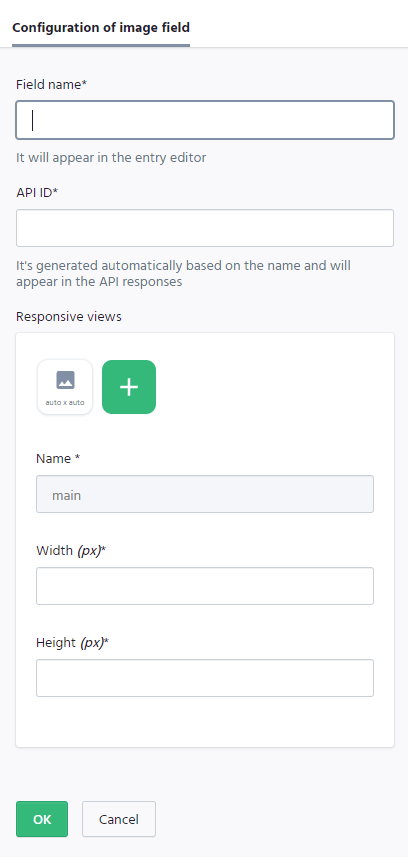 Configuration of image field
Field name*
It will appear in the entry editor
API ID*
It's generated automatically based on the name and will
appear in the API responses
Responsive views
auto x auto
Name *
main
Width (px)*
Height (px)*
OK
Cancel